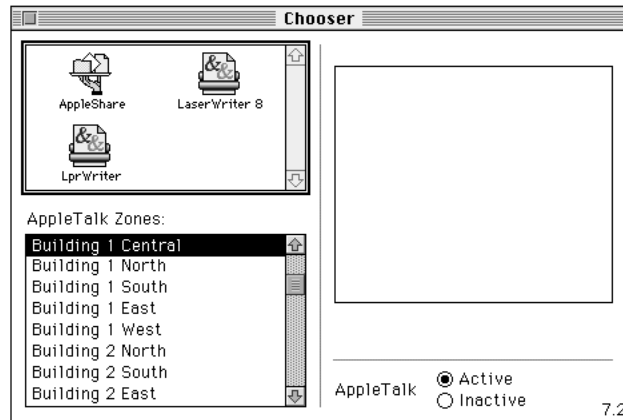 Chooser
AppleShare
LaserWriter 8
LprWriter
AppleTalk Zones:
Building 1 Central
Building 1 North
Building 1 South
Building 1 East
Building 1 West
Building 2 North
Building 2 South
Building 2 East
AppleTalk
Active
Inactive
7.2